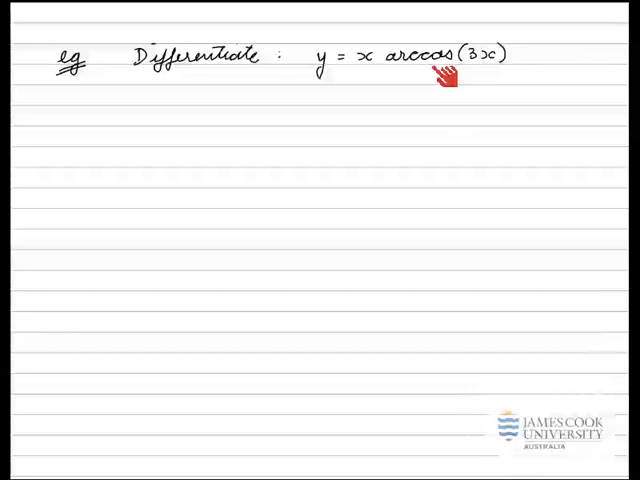 eg Differentiate : y = x arccos(3x)
JAMES COOK
UNIVERSITY
AUSTRALIA